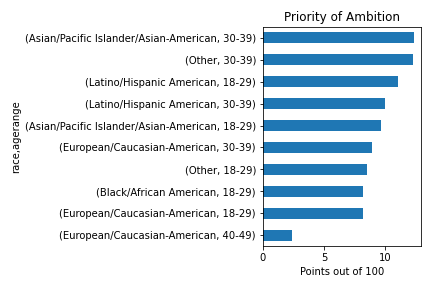 Priority of Ambition
(Asian/Pacific Islander/Asian-American, 30-39)
(Other, 30-39)
(Latino/Hispanic American, 18-29)
(Latino/Hispanic American, 30-39)
(Asian/Pacific Islander/Asian-American, 18-29)
(European/Caucasian-American, 30-39)
(Other, 18-29)
(Black/African American, 18-29)
(European/Caucasian-American, 18-29)
(European/Caucasian-American, 40-49)
race,agerange
0 5 10
Points out of 100